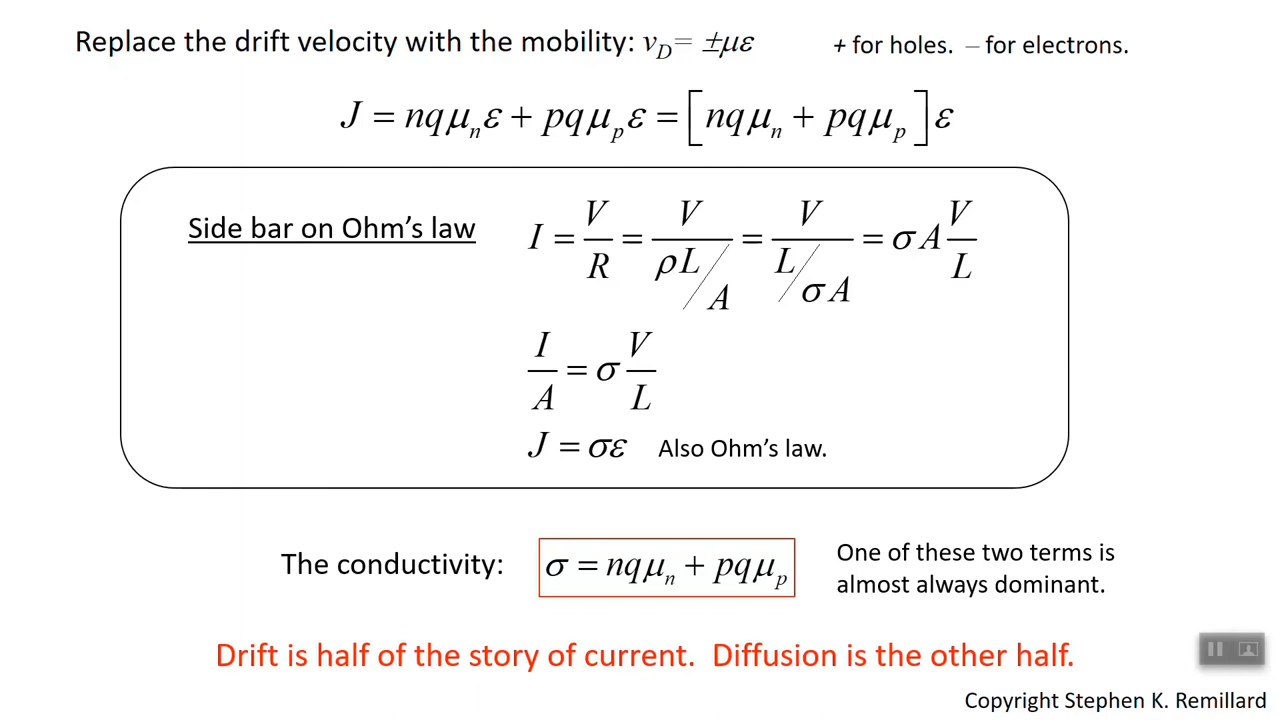 Replace the drift velocity with the mobility: v_D = ±με + for holes. – for electrons.
J = nqμ_nε + pqμ_pε = [nqμ_n + pqμ_p]ε
Side bar on Ohm's law I = V/R = V/(ρL/A) = V/(L/σA) = σA V/L
I/A = σ V/L
J = σε Also Ohm's law.
The conductivity: σ = nqμ_n + pqμ_p
One of these two terms is
almost always dominant.
Drift is half of the story of current. Diffusion is the other half.
Copyright Stephen K. Remillard